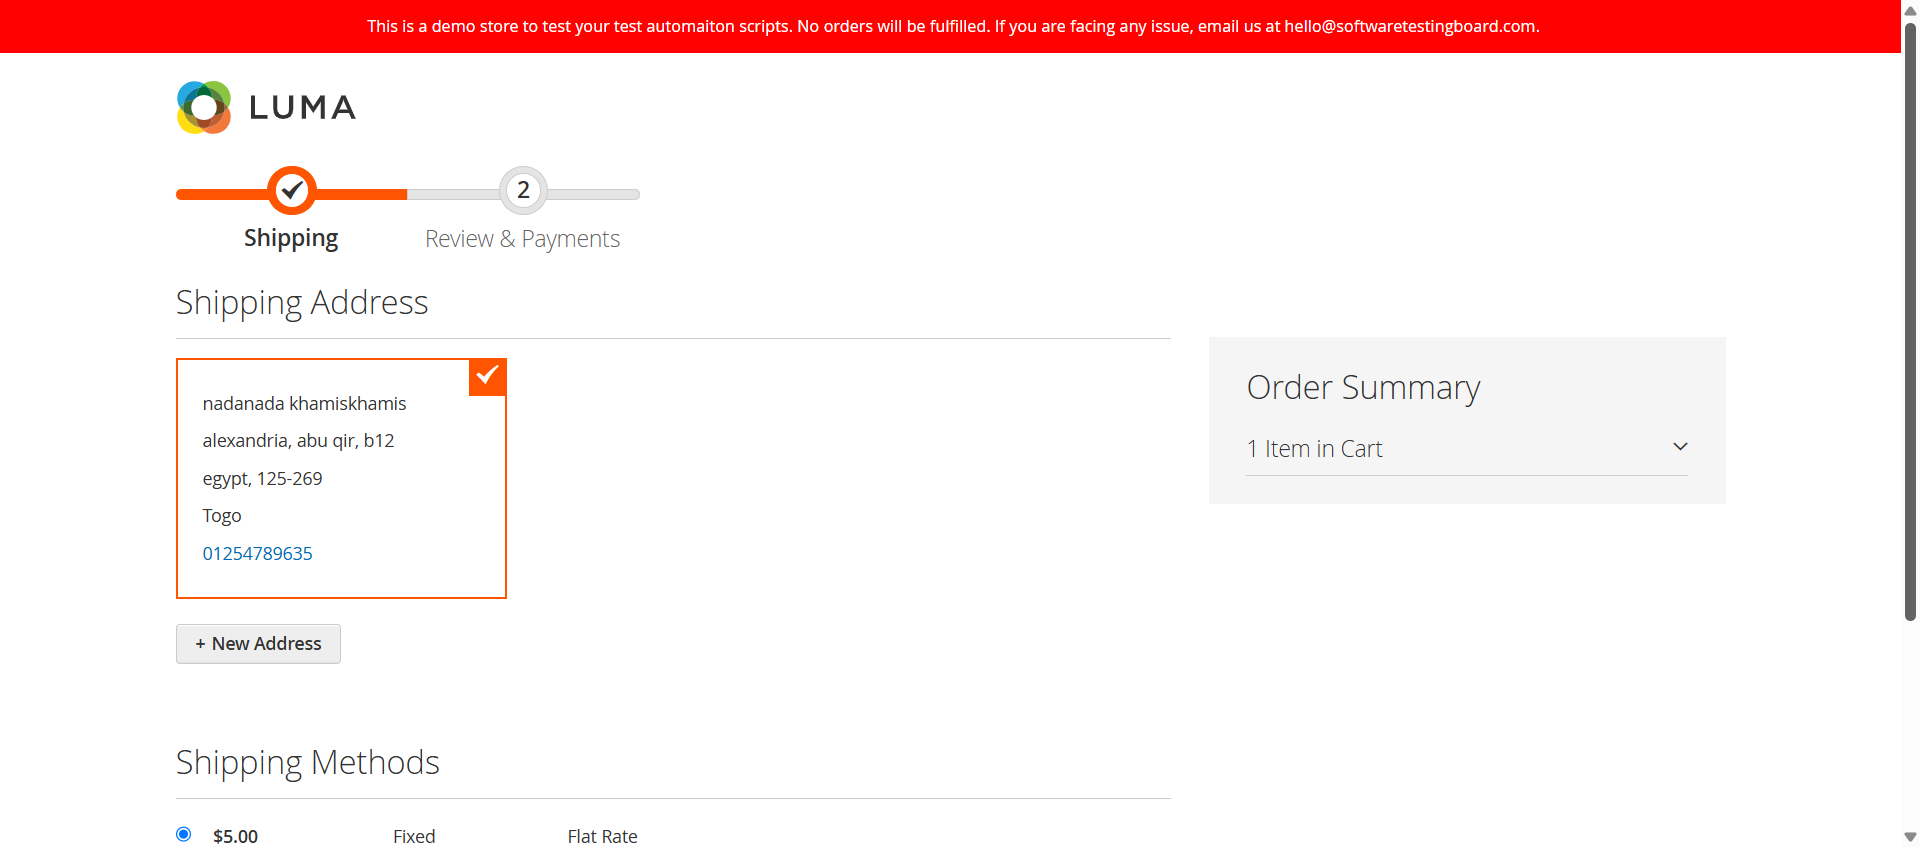 This is a demo store to test your test automaiton scripts. No orders will be fulfilled. If you are facing any issue, email us at hello@softwaretestingboard.com.
LUMA
2
Shipping
Review & Payments
Shipping Address
nadanada khamiskhamis
alexandria, abu qir, b12
egypt, 125-269
Togo
01254789635
+ New Address
Order Summary
1 Item in Cart
Shipping Methods
$5.00 Fixed Flat Rate